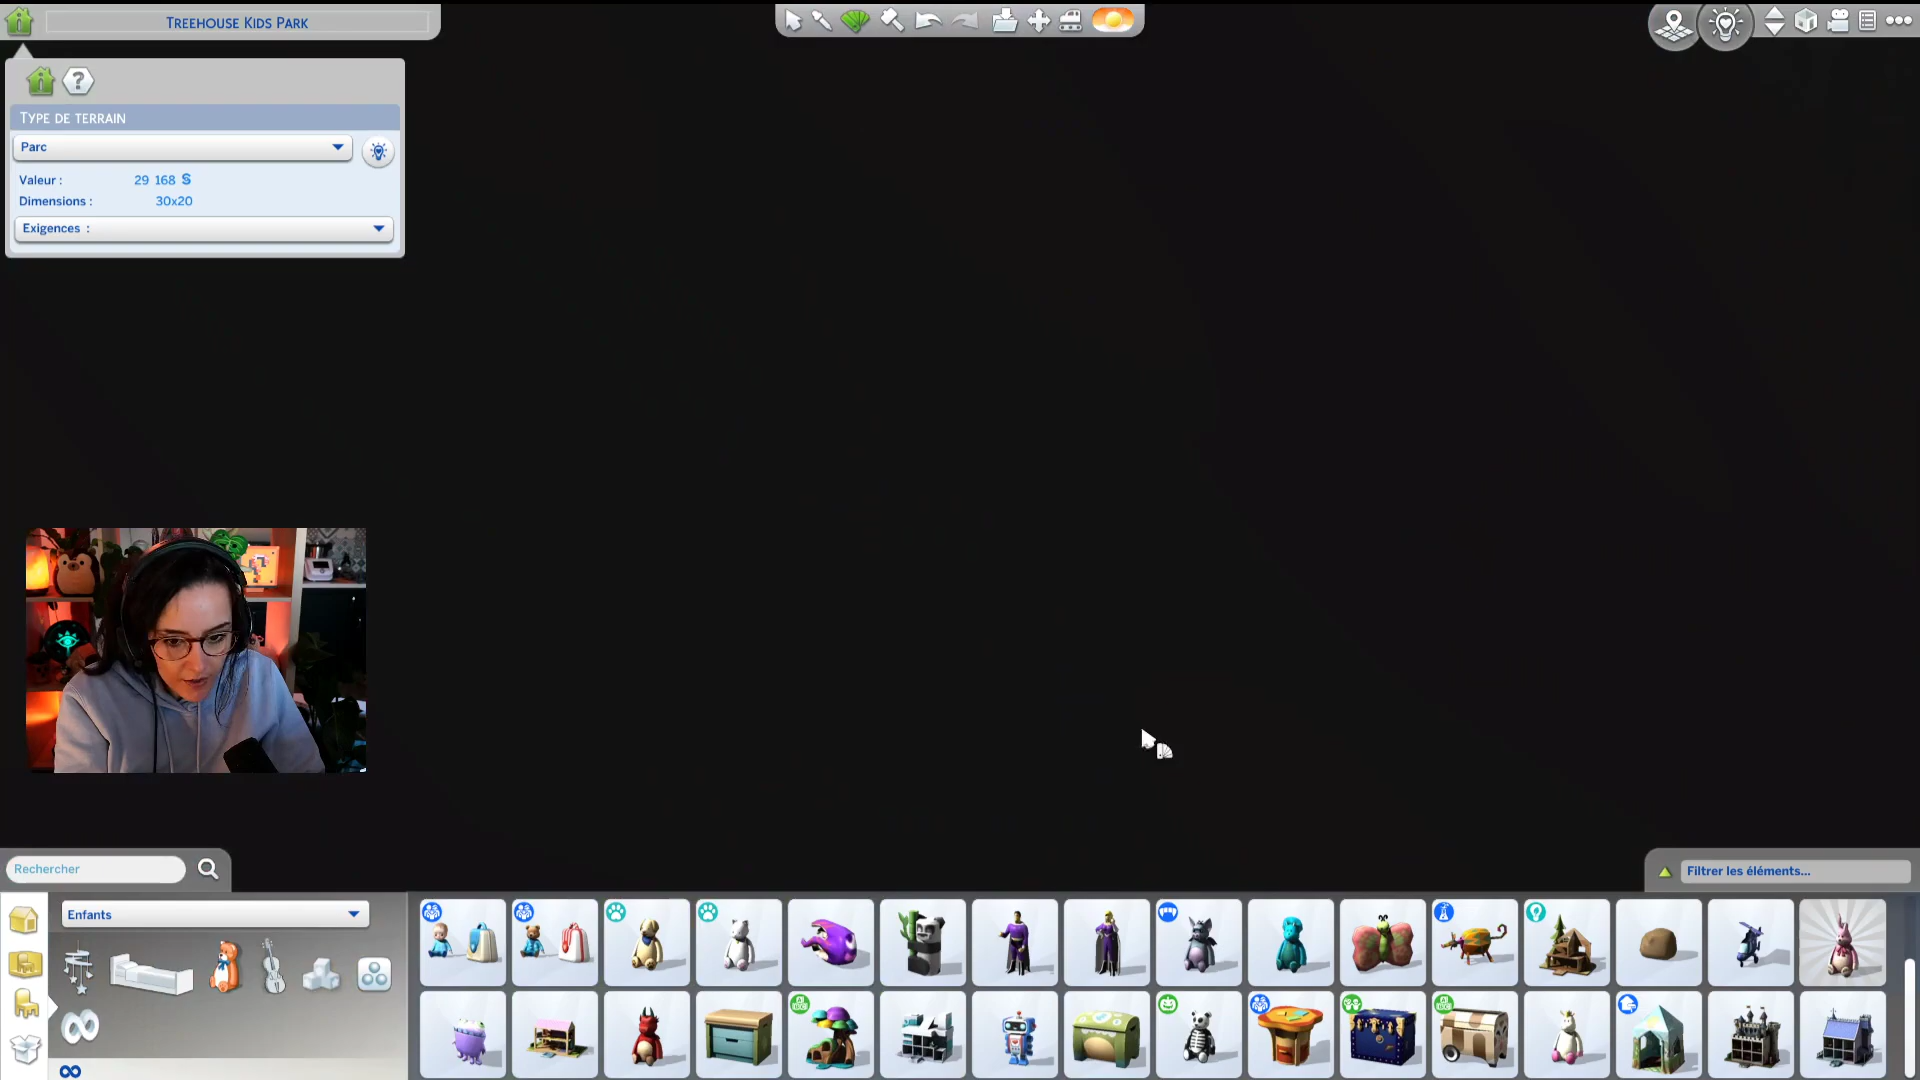 TREEHOUSE KIDS PARK
TYPE DE TERRAIN
Parc
Valeur : 29 168 §
Dimensions : 30x20
Exigences :
Rechercher
Filtrer les éléments...
Enfants